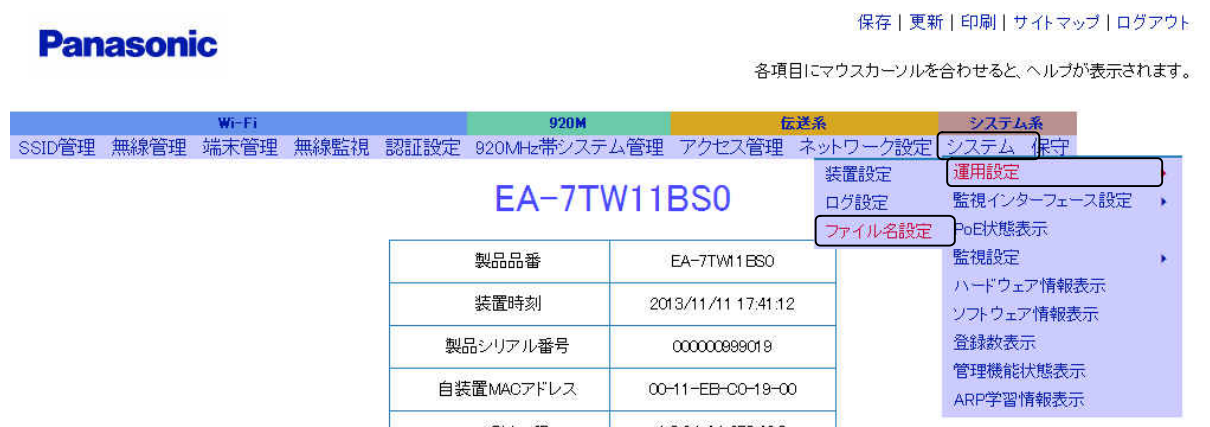 保存 | 更新 | 印刷 | サイトマップ | ログアウト
Panasonic
各項目にマウスカーソルを合わせると、ヘルプが表示されます。
Wi-Fi 920M 伝送系 システム系
SSID管理 無線管理 端末管理 無線監視 認証設定 920MHz帯システム管理 アクセス管理 ネットワーク設定 システム 保守
装置設定 運用設定
ログ設定 監視インターフェース設定
ファイル名設定 PoE状態表示
監視設定
ハードウェア情報表示
ソフトウェア情報表示
登録数表示
管理機能状態表示
ARP学習情報表示
EA-7TW11BS0
製品品番 EA-7TW11BS0
装置時刻 2013/11/11 17:41:12
製品シリアル番号 000000999019
自装置MACアドレス 00-11-EB-C0-19-00